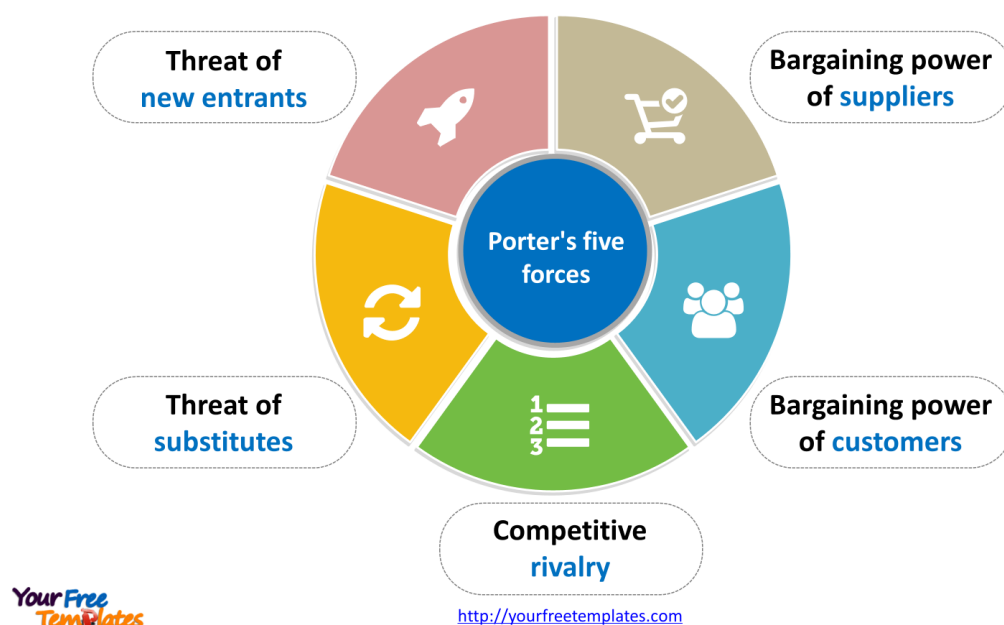 Threat of
new entrants
Bargaining power
of suppliers
Porter's five
forces
Threat of
substitutes
1
2
3
Bargaining power
of customers
Competitive
rivalry
Your Free
Templates
http://yourfreetemplates.com